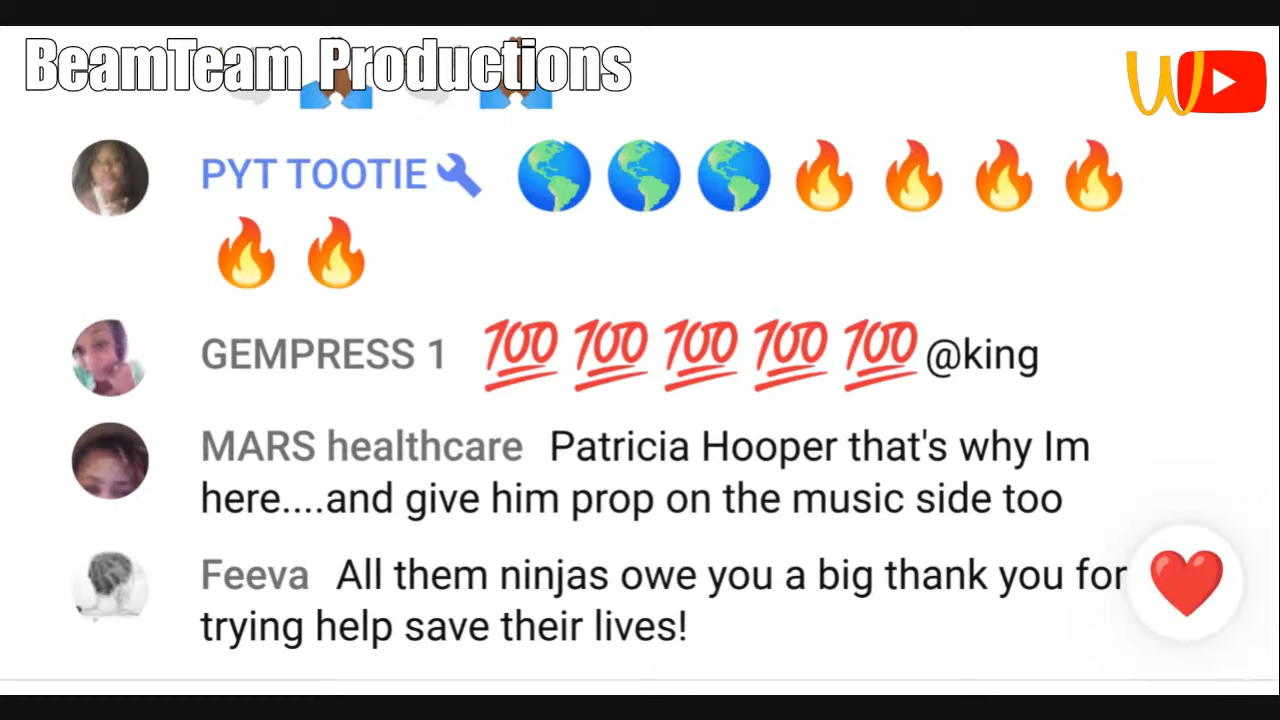 BeamTeam Productions
PYT TOOTIE 🌎 🌎 🌎 🔥 🔥 🔥 🔥
🔥 🔥
GEMPRESS 1 💯 💯 💯 💯 💯 @king
MARS healthcare Patricia Hooper that's why Im
here....and give him prop on the music side too
Feeva All them ninjas owe you a big thank you for
trying help save their lives!